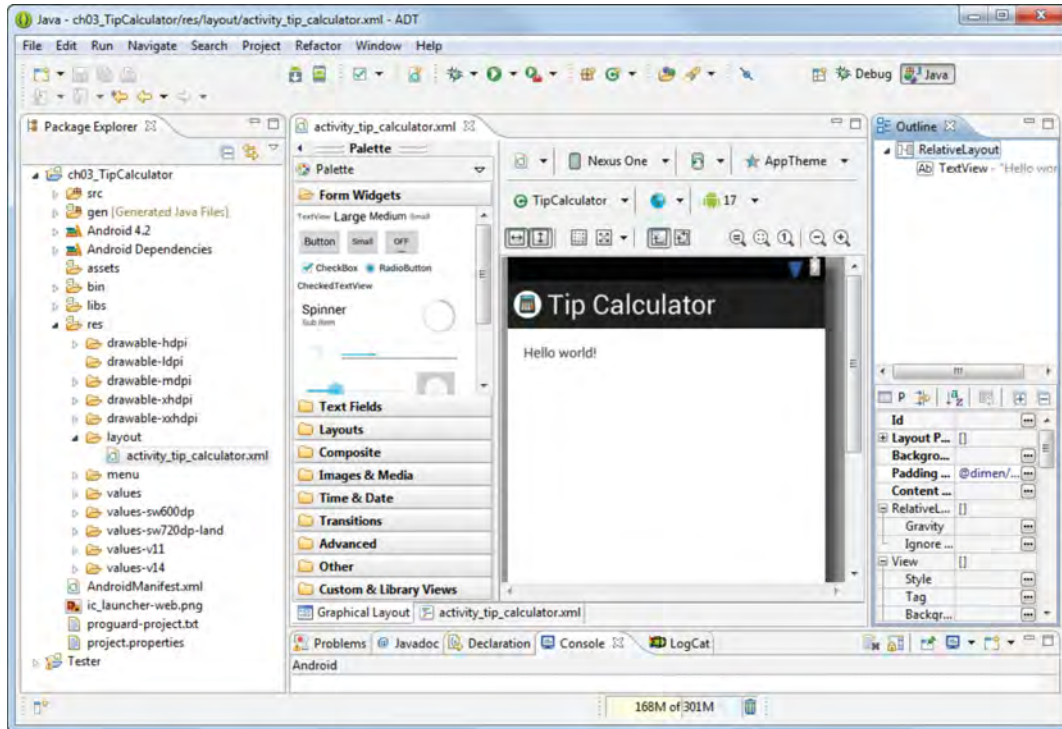 Java - ch03_TipCalculator/res/layout/activity_tip_calculator.xml - ADT
File Edit Run Navigate Search Project Refactor Window Help
Debug Java
Package Explorer
ch03_TipCalculator
src
gen [Generated Java Files]
Android 4.2
Android Dependencies
assets
bin
libs
res
drawable-hdpi
drawable-ldpi
drawable-mdpi
drawable-xhdpi
drawable-xxhdpi
layout
activity_tip_calculator.xml
menu
values
values-sw600dp
values-sw720dp-land
values-v11
values-v14
AndroidManifest.xml
ic_launcher-web.png
proguard-project.txt
project.properties
Tester
activity_tip_calculator.xml
Palette
Palette
Form Widgets
TextView Large Medium Small
Button Small OFF
CheckBox RadioButton
CheckedTextView
Spinner
Sub Item
Text Fields
Layouts
Composite
Images & Media
Time & Date
Transitions
Advanced
Other
Custom & Library Views
Graphical Layout activity_tip_calculator.xml
Nexus One AppTheme
TipCalculator 17
Tip Calculator
Hello world!
Outline
RelativeLayout
Ab TextView - "Hello wor
P
Id
Layout P... []
Backgro...
Padding ... @dimen/...
Content ...
RelativeL... []
Gravity
Ignore ...
View []
Style
Tag
Backgr...
Problems Javadoc Declaration Console LogCat
Android
168M of 301M